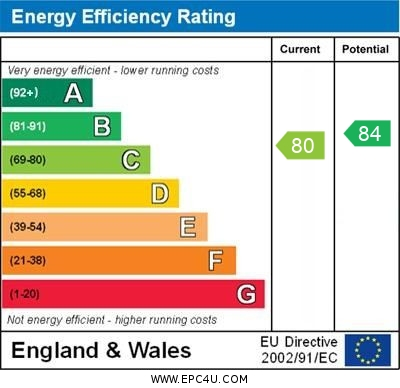 Energy Efficiency Rating
Current
Potential
Very energy efficient - lower running costs
(92+) A
(81-91) B
(69-80) C
(55-68) D
(39-54) E
(21-38) F
(1-20) G
80
84
Not energy efficient - higher running costs
England & Wales
EU Directive
2002/91/EC
WWW.EPC4U.COM